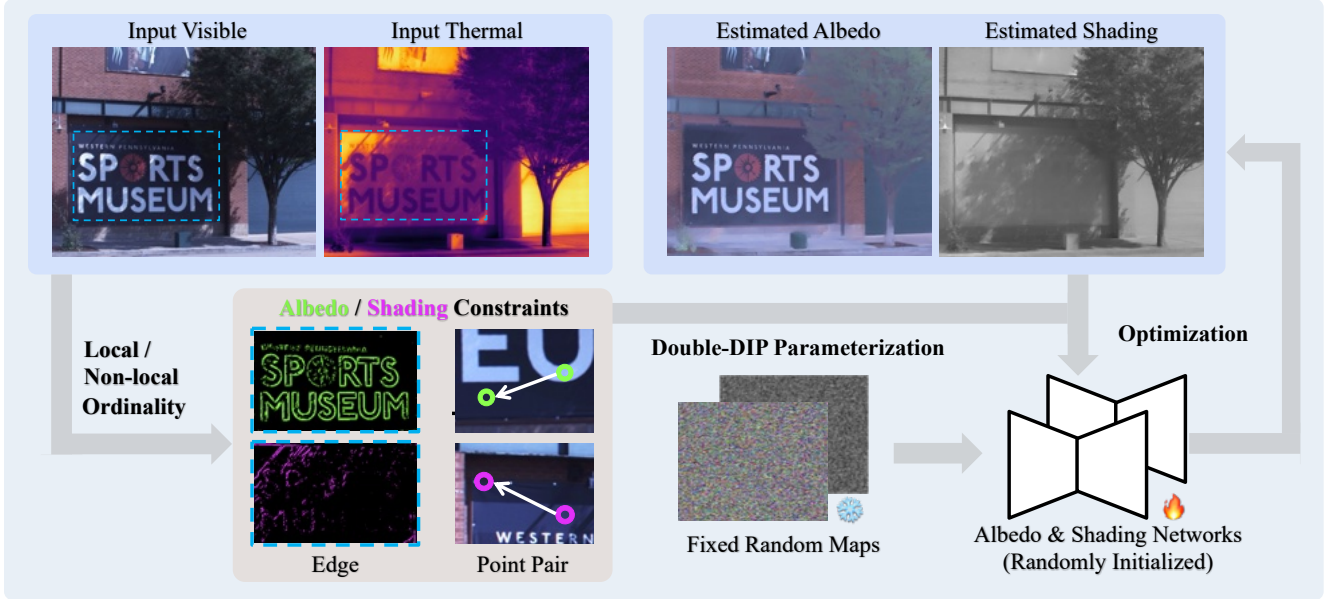 Input Visible
Input Thermal
Estimated Albedo
Estimated Shading
WESTERN PENNSYLVANIA
SPORTS
MUSEUM
SPORTS
MUSEUM
WESTERN PENNSYLVANIA
SPORTS
MUSEUM
Local /
Non-local
Ordinality
Albedo / Shading Constraints
SPORTS
MUSEUM
EU
WESTERN
Edge
Point Pair
Double-DIP Parameterization
Fixed Random Maps
Optimization
Albedo & Shading Networks
(Randomly Initialized)